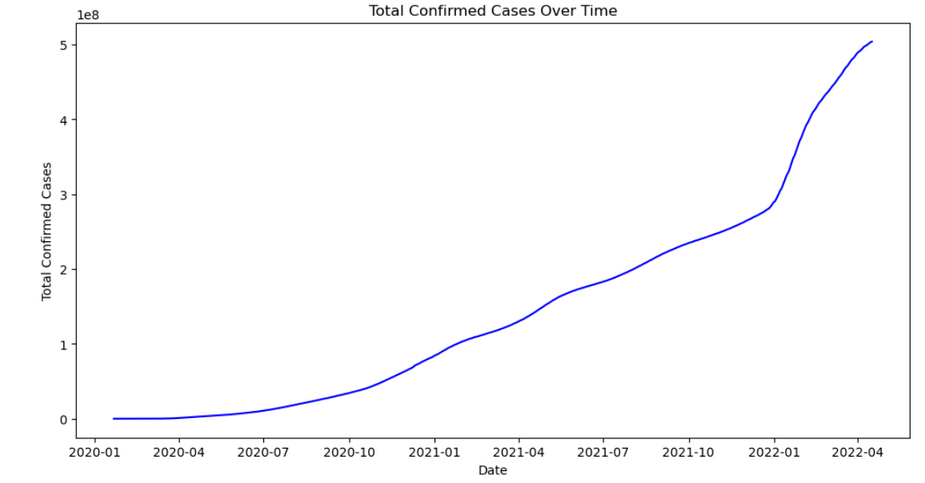 Total Confirmed Cases Over Time
1e8
5
4
3
2
1
0
Total Confirmed Cases
2020-01 2020-04 2020-07 2020-10 2021-01 2021-04 2021-07 2021-10 2022-01 2022-04
Date